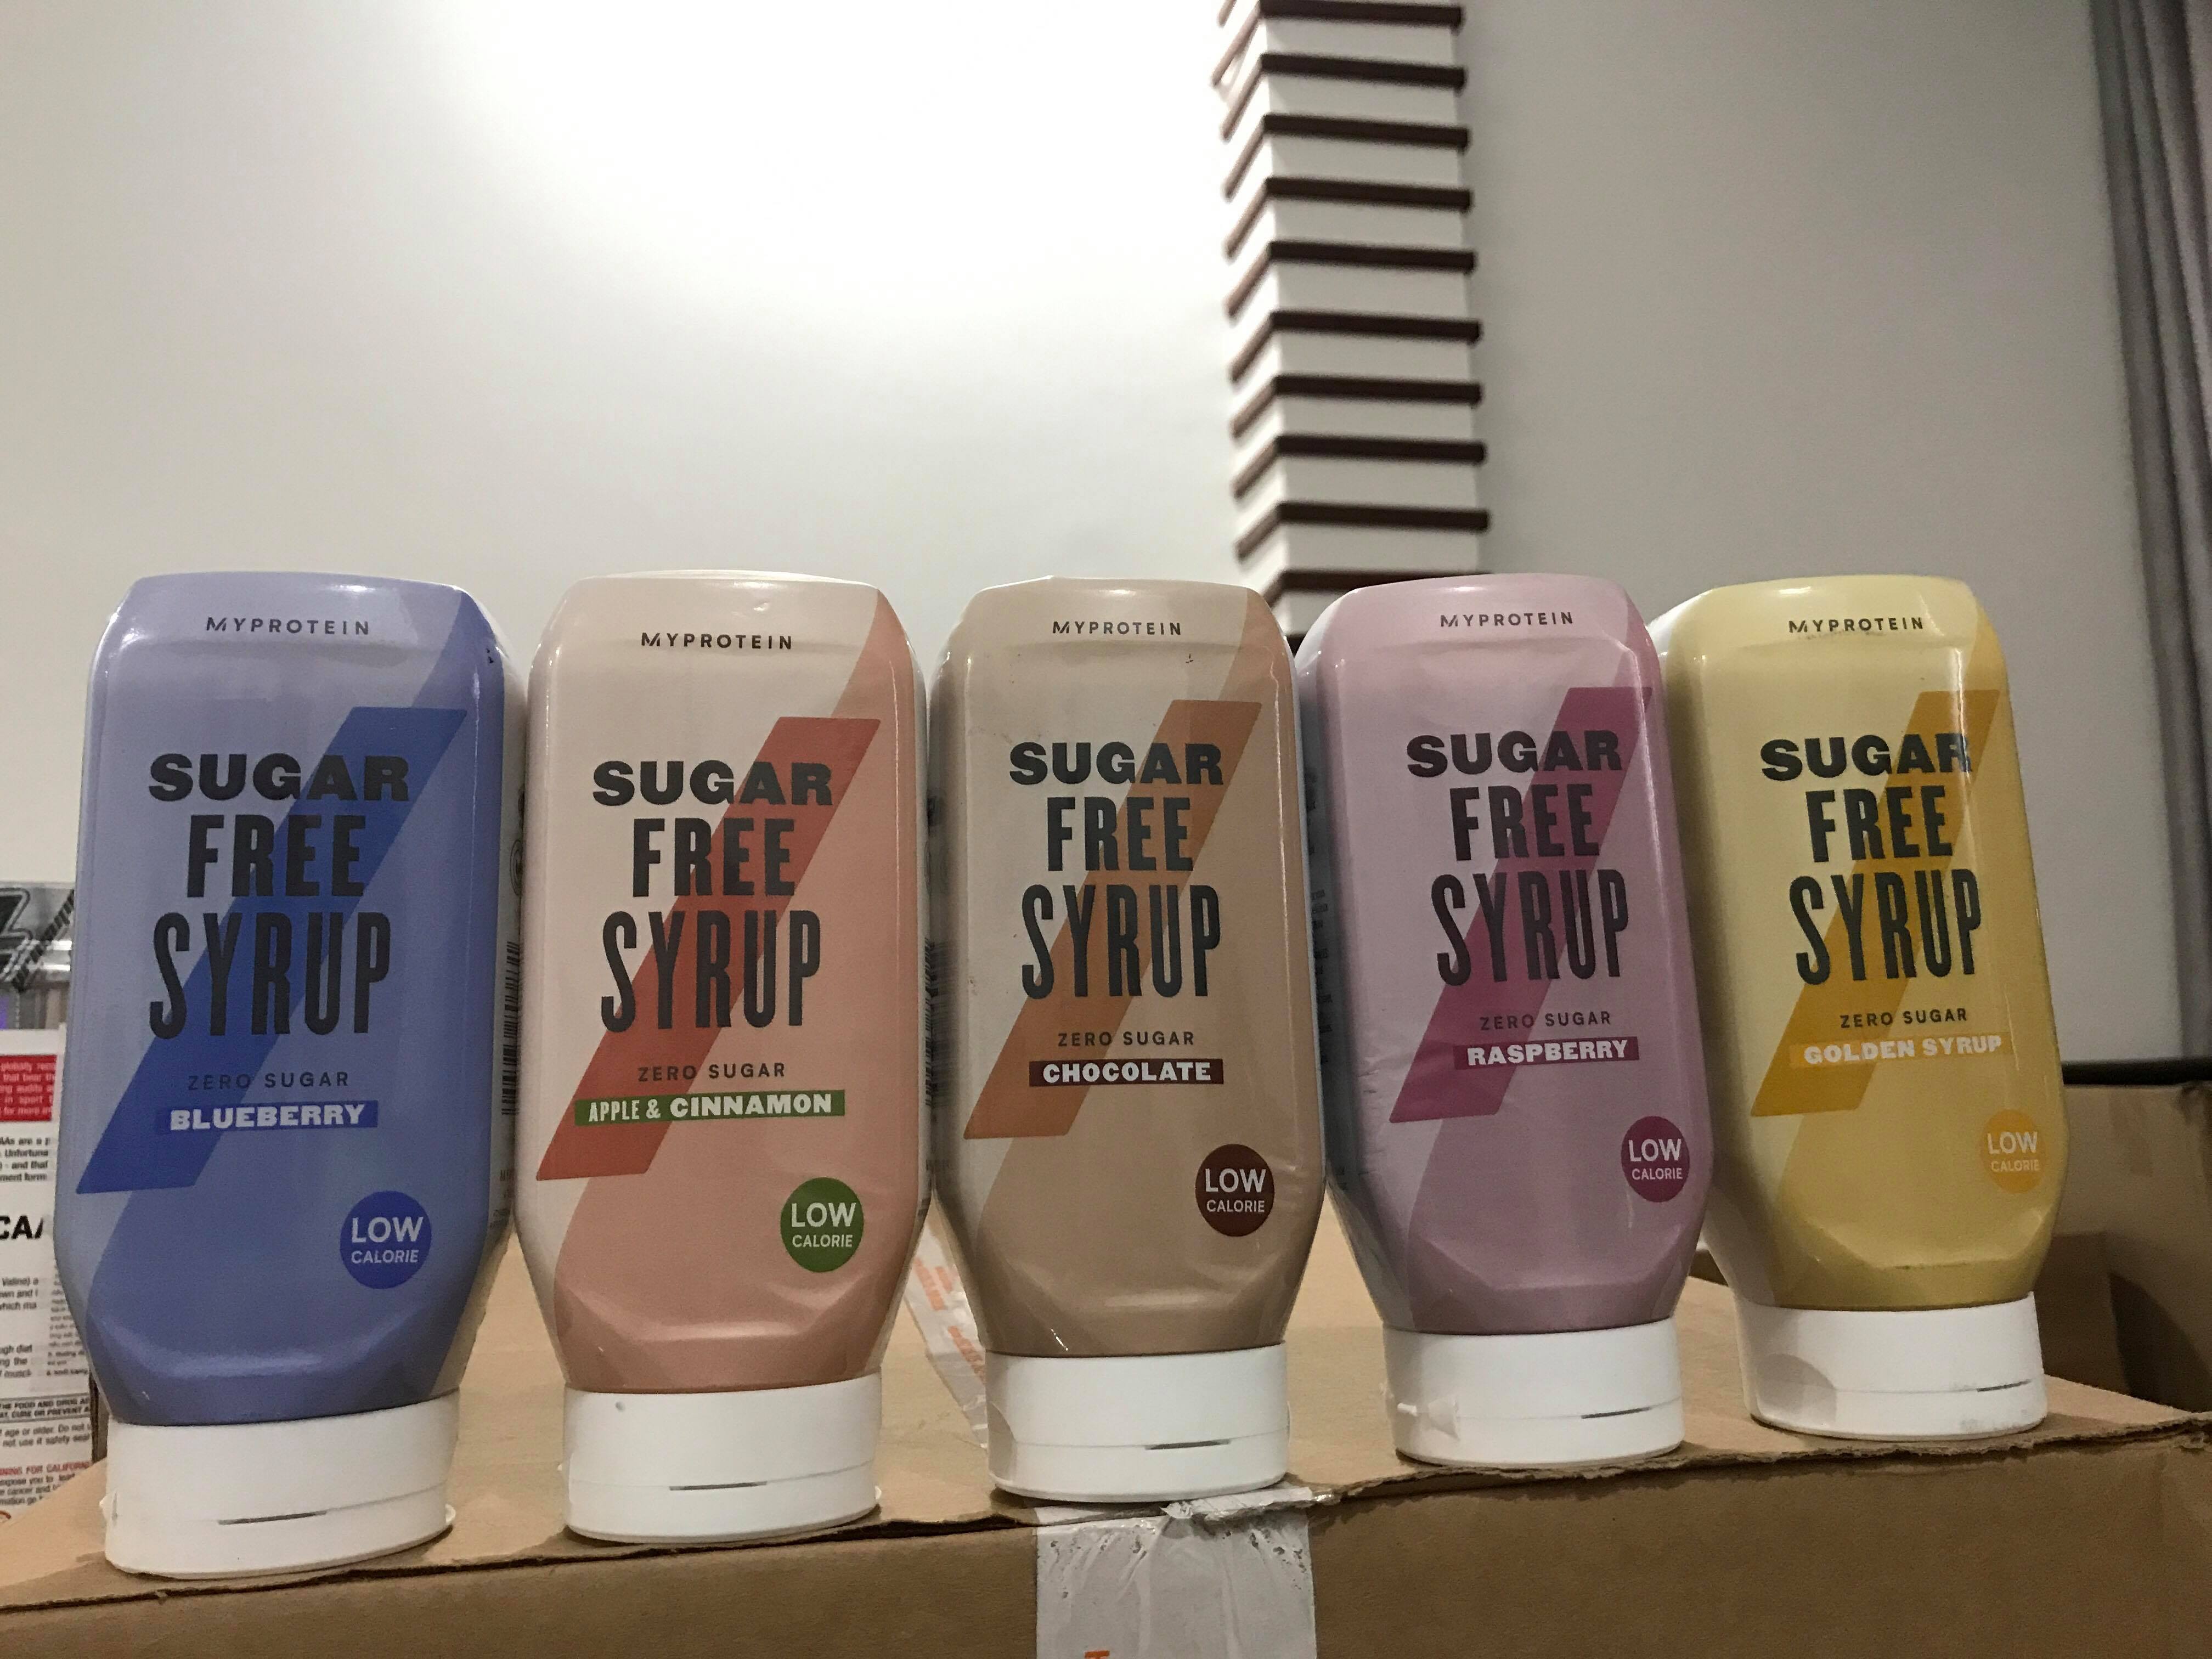 MYPROTEIN
SUGAR
FREE
SYRUP
ZERO SUGAR
BLUEBERRY
LOW
CALORIE
MYPROTEIN
SUGAR
FREE
SYRUP
ZERO SUGAR
APPLE & CINNAMON
LOW
CALORIE
MYPROTEIN
SUGAR
FREE
SYRUP
ZERO SUGAR
CHOCOLATE
LOW
CALORIE
MYPROTEIN
SUGAR
FREE
SYRUP
ZERO SUGAR
RASPBERRY
LOW
CALORIE
MYPROTEIN
SUGAR
FREE
SYRUP
ZERO SUGAR
GOLDEN SYRUP
LOW
CALORIE